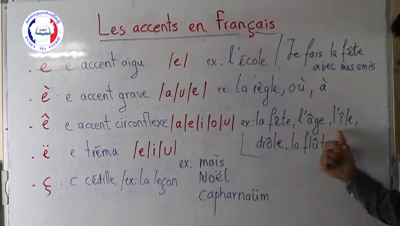 Les accents en français
. e : e accent aigu /e/ ex: l'école / Je fais la fête avec mes amis
. è : e accent grave /a/u/e/ ex: la règle, où, à
. ê : e accent circonflexe /a/e/i/o/u/ ex: la fête, l'âge, l'île, drôle, la flût
. ë e trëma /e/i/u/ ex. maïs
Noël
. ç : c cédille /ex: la leçon
capharnaüm